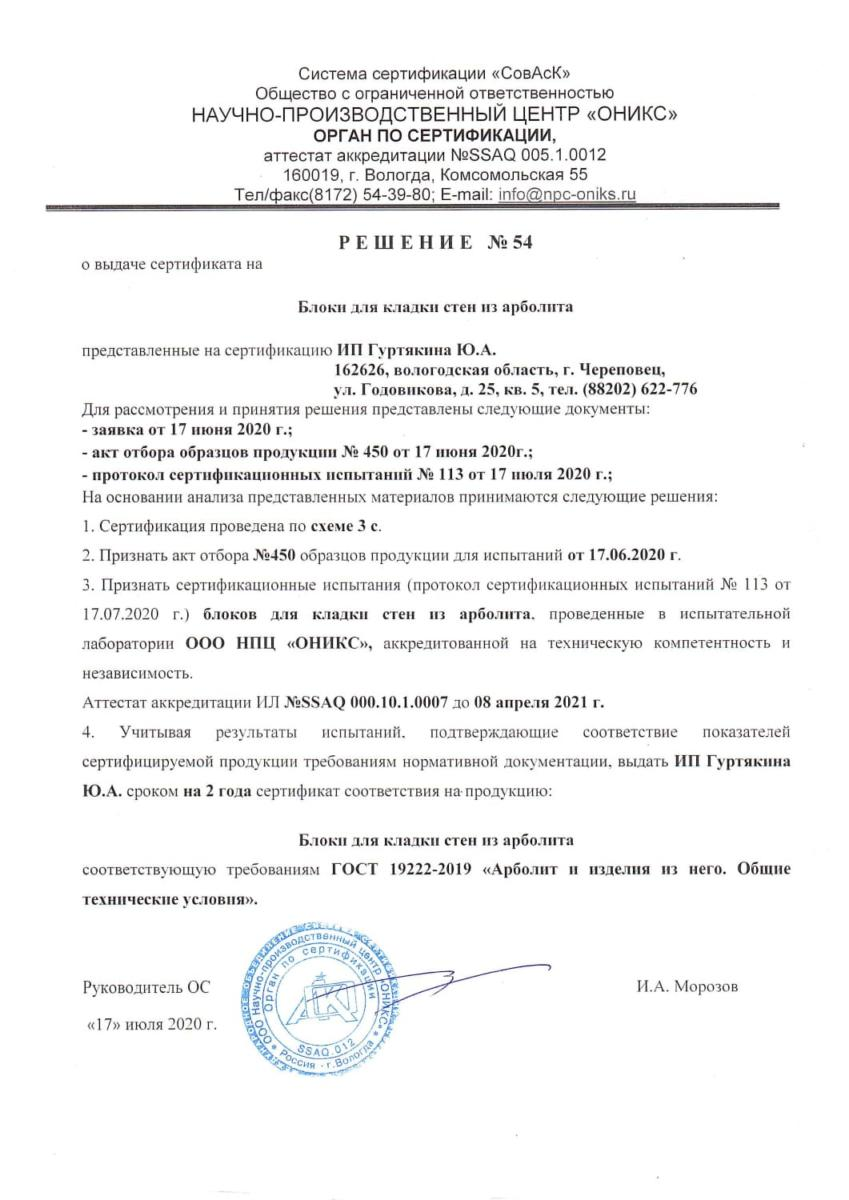 Система сертификации «СовАсК»
Общество с ограниченной ответственностью
НАУЧНО-ПРОИЗВОДСТВЕННЫЙ ЦЕНТР «ОНИКС»
ОРГАН ПО СЕРТИФИКАЦИИ,
аттестат аккредитации №SSAQ 005.1.0012
160019, г. Вологда, Комсомольская 55
Тел/факс(8172) 54-39-80; E-mail: info@npc-oniks.ru
Р Е Ш Е Н И Е № 54
о выдаче сертификата на
Блоки для кладки стен из арболита
представленные на сертификацию ИП Гуртякина Ю.А.
162626, вологодская область, г. Череповец,
ул. Годовикова, д. 25, кв. 5, тел. (88202) 622-776
Для рассмотрения и принятия решения представлены следующие документы:
- заявка от 17 июня 2020 г.;
- акт отбора образцов продукции № 450 от 17 июня 2020г.;
- протокол сертификационных испытаний № 113 от 17 июля 2020 г.;
На основании анализа представленных материалов принимаются следующие решения:
1. Сертификация проведена по схеме 3 с.
2. Признать акт отбора №450 образцов продукции для испытаний от 17.06.2020 г.
3. Признать сертификационные испытания (протокол сертификационных испытаний № 113 от
17.07.2020 г.) блоков для кладки стен из арболита, проведенные в испытательной
лаборатории ООО НПЦ «ОНИКС», аккредитованной на техническую компетентность и
независимость.
Аттестат аккредитации ИЛ №SSAQ 000.10.1.0007 до 08 апреля 2021 г.
4. Учитывая результаты испытаний, подтверждающие соответствие показателей
сертифицируемой продукции требованиям нормативной документации, выдать ИП Гуртякина
Ю.А. сроком на 2 года сертификат соответствия на продукцию:
Блоки для кладки стен из арболита
соответствующую требованиям ГОСТ 19222-2019 «Арболит и изделия из него. Общие
технические условия».
Руководитель ОС
И.А. Морозов
«17» июля 2020 г.
ООО Научно-производственный центр «ОНИКС»
Орган по сертификации
SSAQ.012
Россия · г.Вологда